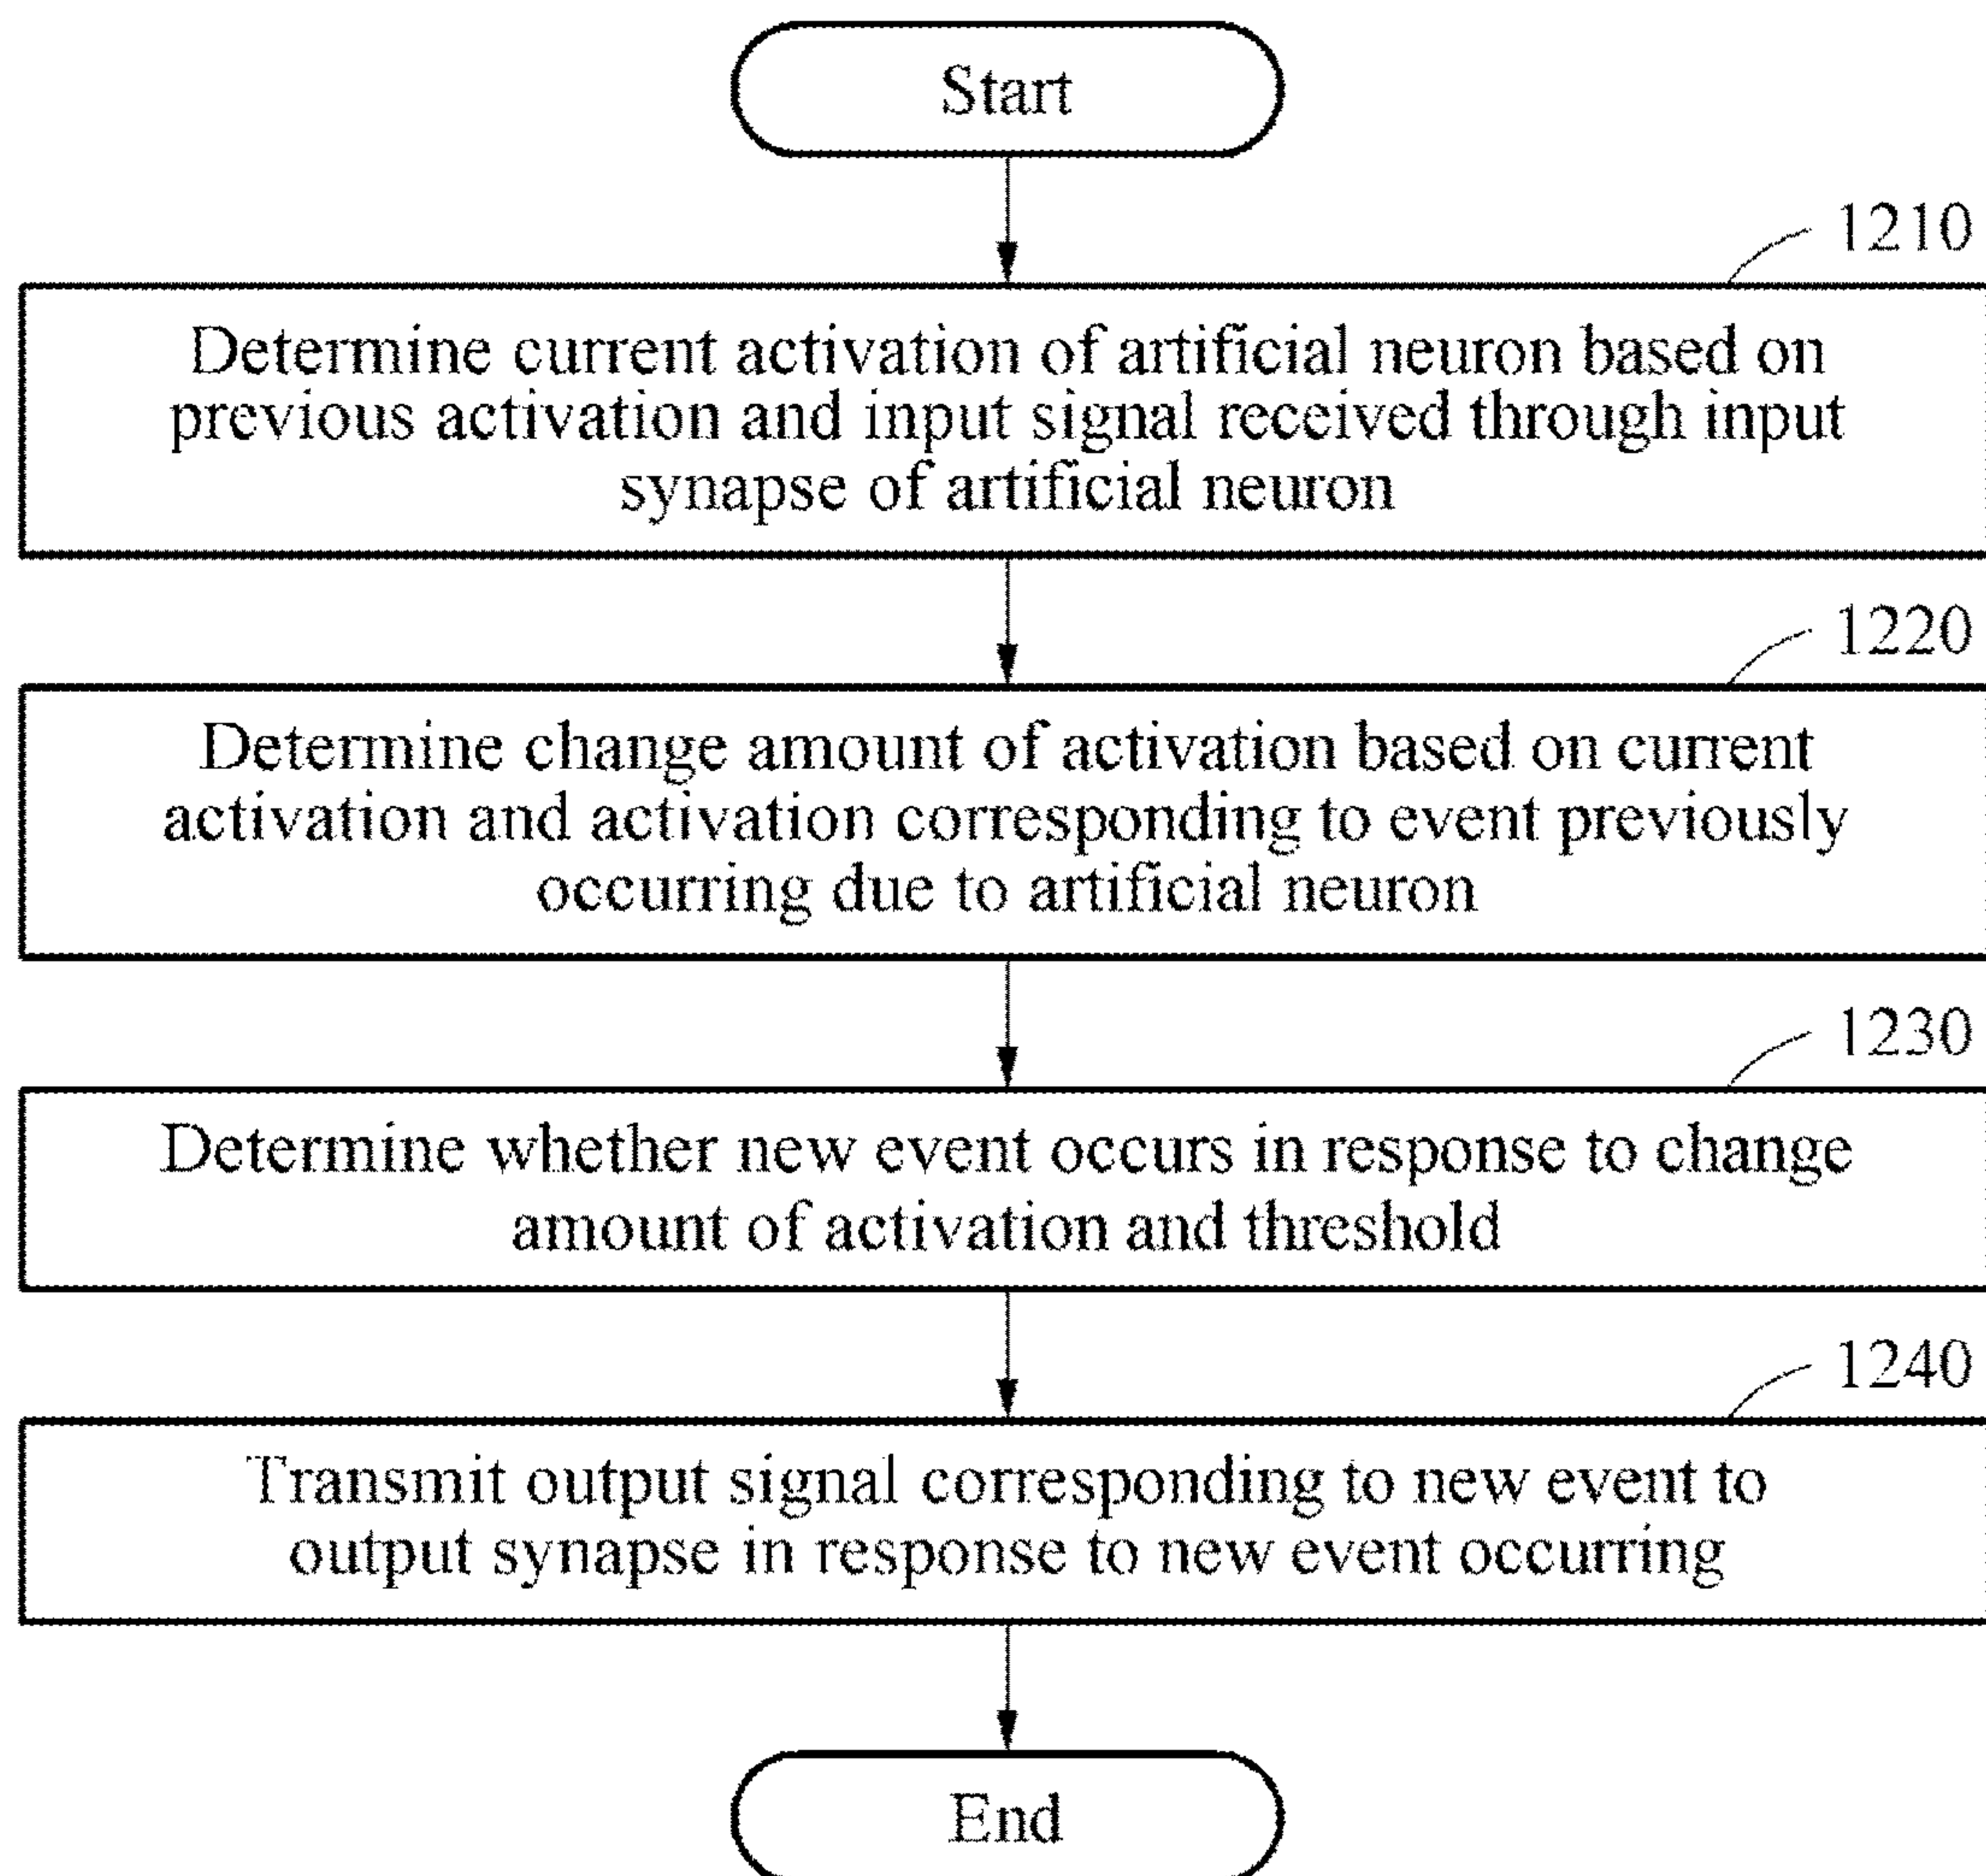 Start
1210
Determine current activation of artificial neuron based on
previous activation and input signal received through input
synapse of artificial neuron
1220
Determine change amount of activation based on current
activation and activation corresponding to event previously
occurring due to artificial neuron
1230
Determine whether new event occurs in response to change
amount of activation and threshold
1240
Transmit output signal corresponding to new event to
output synapse in response to new event occurring
End